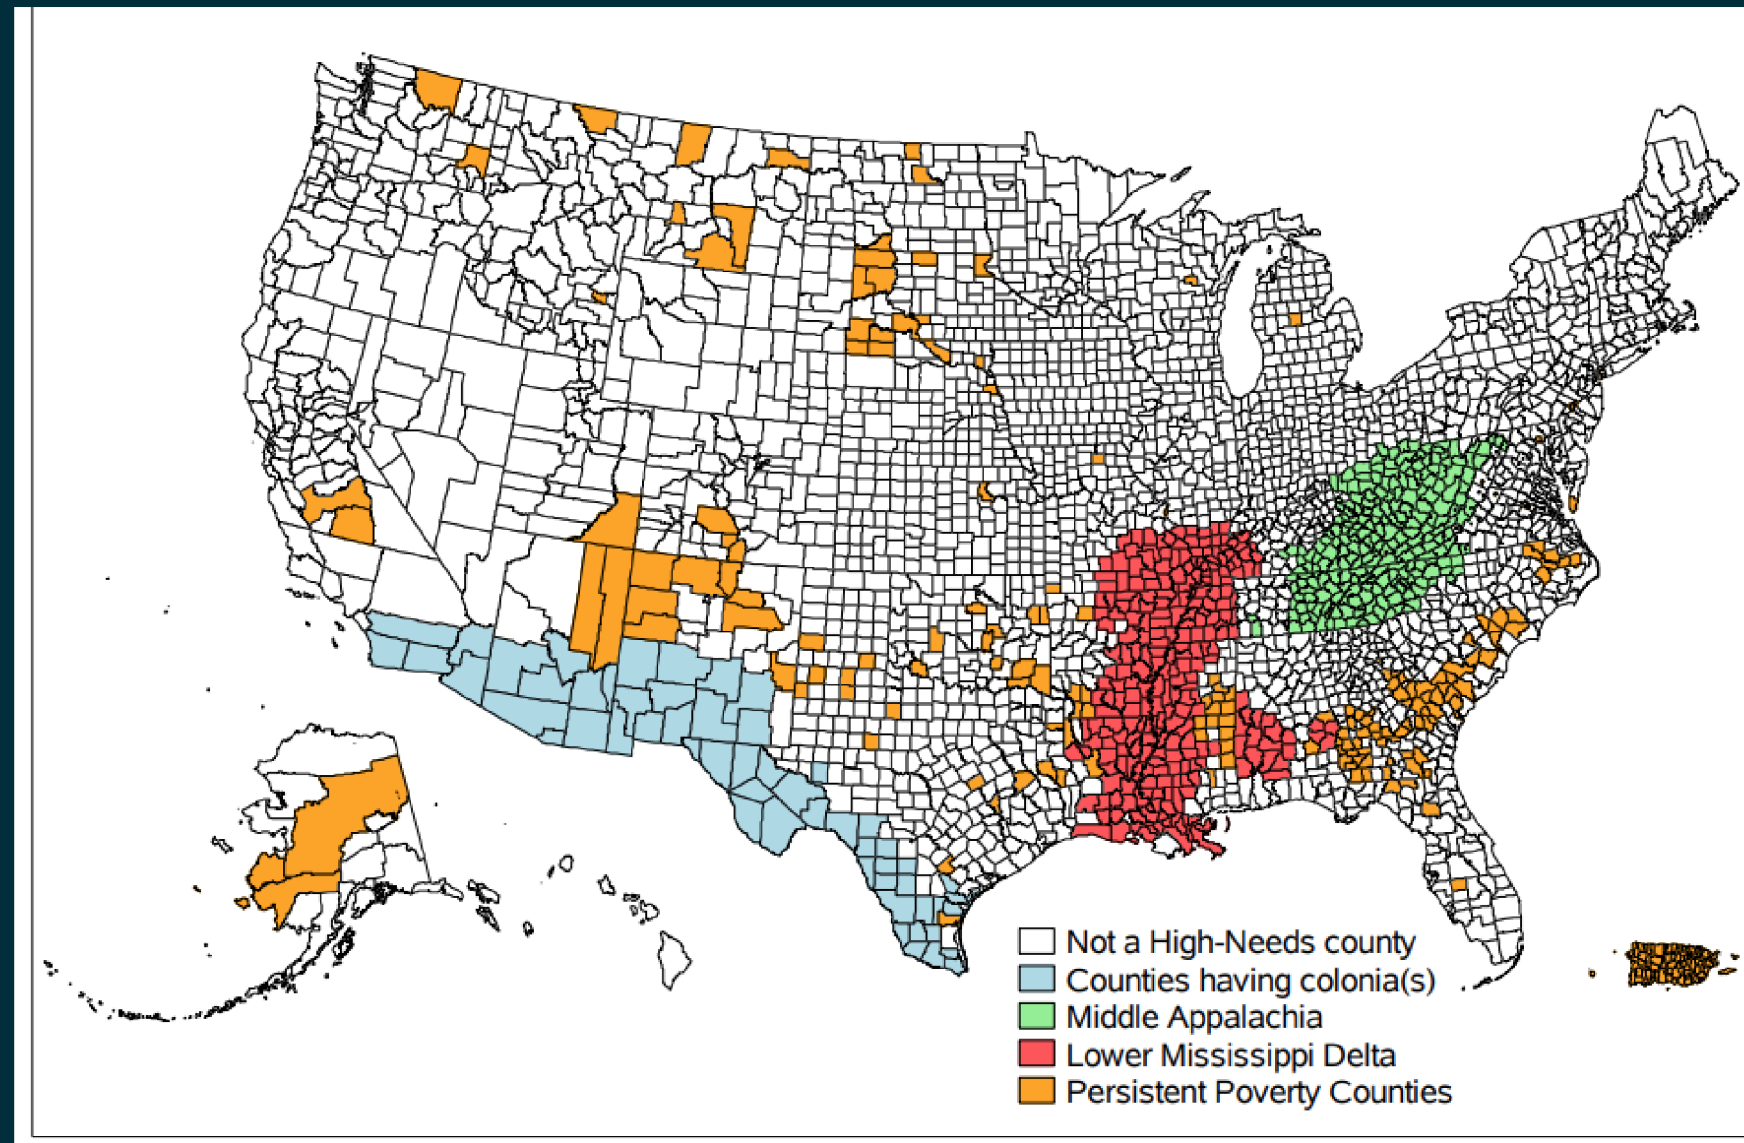 Not a High-Needs county
Counties having colonia(s)
Middle Appalachia
Lower Mississippi Delta
Persistent Poverty Counties